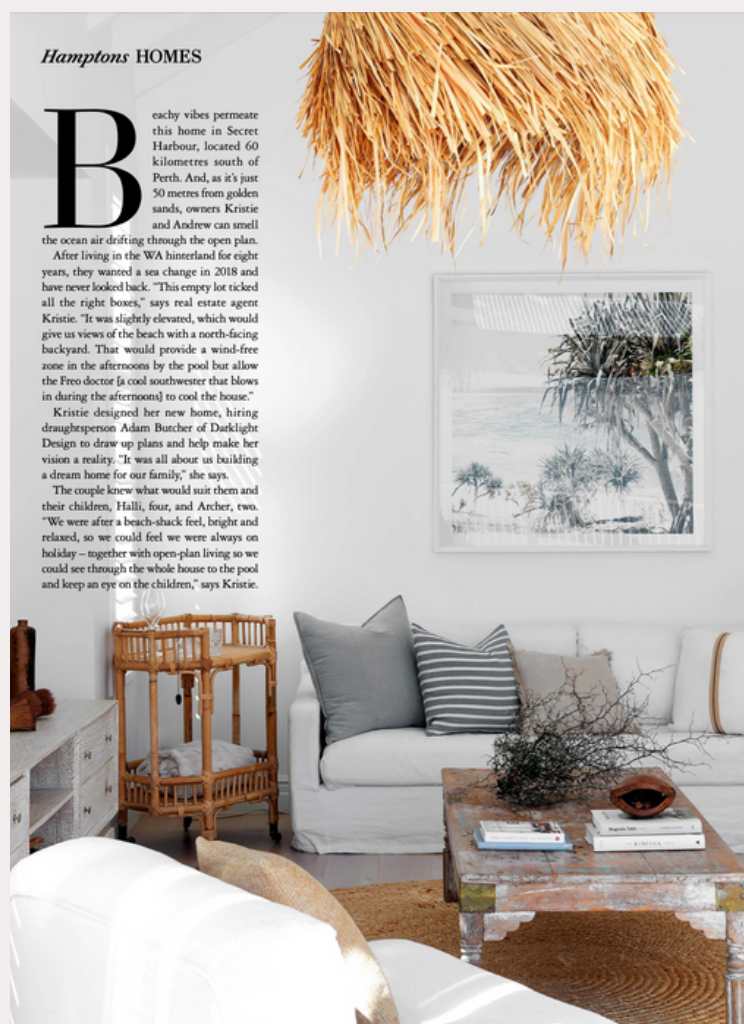 Hamptons HOMES
Beachy vibes permeate
this home in Secret
Harbour, located 60
kilometres south of
Perth. And, as it's just
50 metres from golden
sands, owners Kristie
and Andrew can smell
the ocean air drifting through the open plan.
After living in the WA hinterland for eight
years, they wanted a sea change in 2018 and
have never looked back. "This empty lot ticked
all the right boxes," says real estate agent
Kristie. "It was slightly elevated, which would
give us views of the beach with a north-facing
backyard. That would provide a wind-free
zone in the afternoons by the pool but allow
the Freo doctor [a cool southwester that blows
in during the afternoons] to cool the house."
Kristie designed her new home, hiring
draughtsperson Adam Butcher of Darklight
Design to draw up plans and help make her
vision a reality. "It was all about us building
a dream home for our family," she says.
The couple knew what would suit them and
their children, Halli, four, and Archer, two.
"We were after a beach-shack feel, bright and
relaxed, so we could feel we were always on
holiday – together with open-plan living so we
could see through the whole house to the pool
and keep an eye on the children," says Kristie.